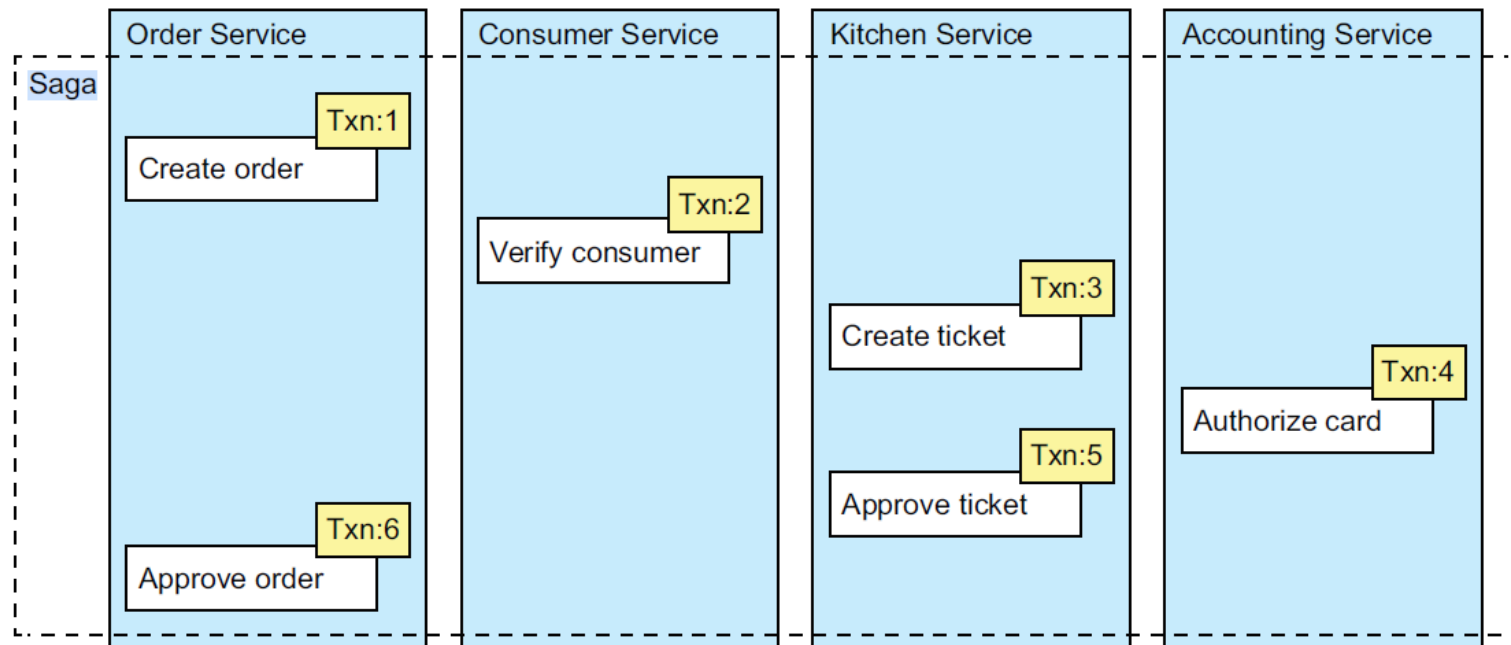 Order Service
Consumer Service
Kitchen Service
Accounting Service
Saga
Txn:1
Create order
Txn:2
Verify consumer
Txn:3
Create ticket
Txn:4
Authorize card
Txn:5
Approve ticket
Txn:6
Approve order